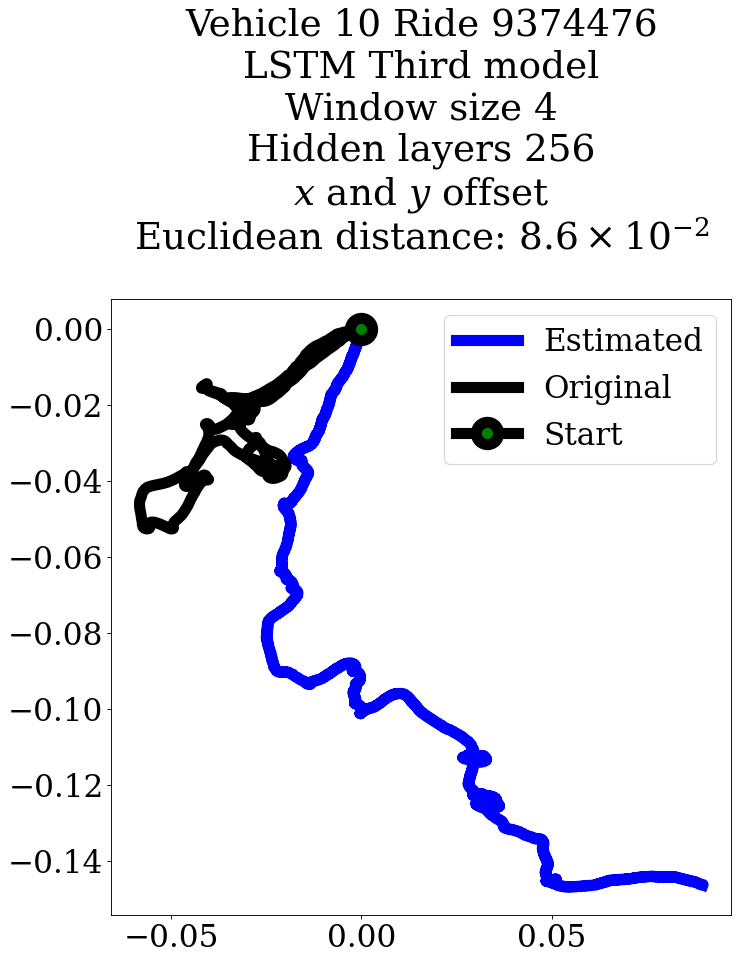 Vehicle 10 Ride 9374476
LSTM Third model
Window size 4
Hidden layers 256
x and y offset
Euclidean distance: 8.6 × 10⁻²
Estimated
Original
Start
0.00
−0.02
−0.04
−0.06
−0.08
−0.10
−0.12
−0.14
−0.05 0.00 0.05